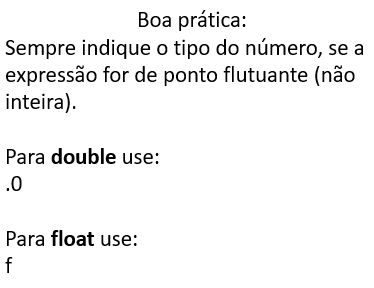 Boa prática:
Sempre indique o tipo do número, se a
expressão for de ponto flutuante (não
inteira).
Para double use:
.0
Para float use:
f